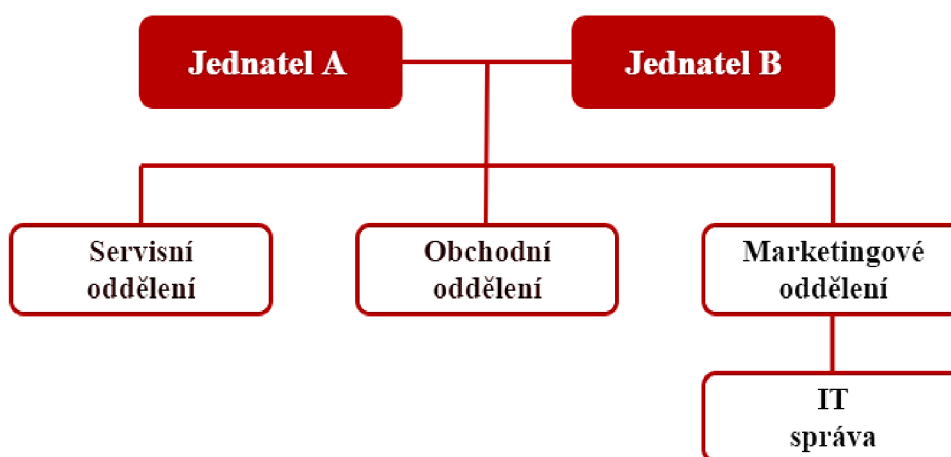 Jednatel A
Jednatel B
Servisní
oddělení
Obchodní
oddělení
Marketingové
oddělení
IT
správa